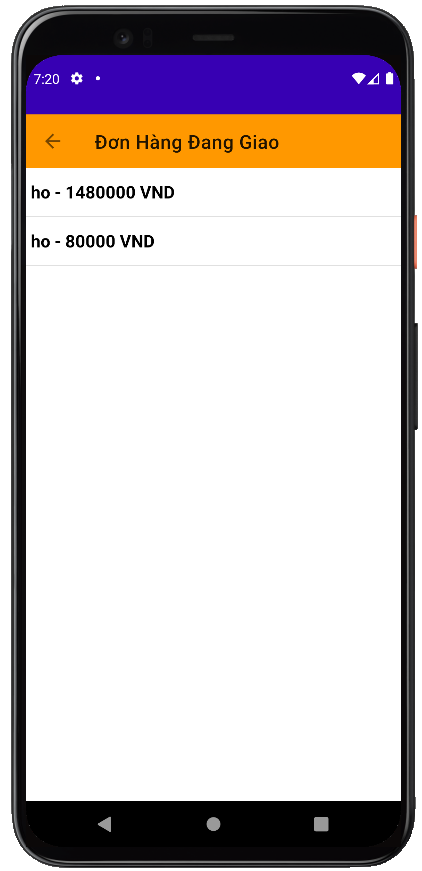 7:20
Đơn Hàng Đang Giao
ho - 1480000 VND
ho - 80000 VND